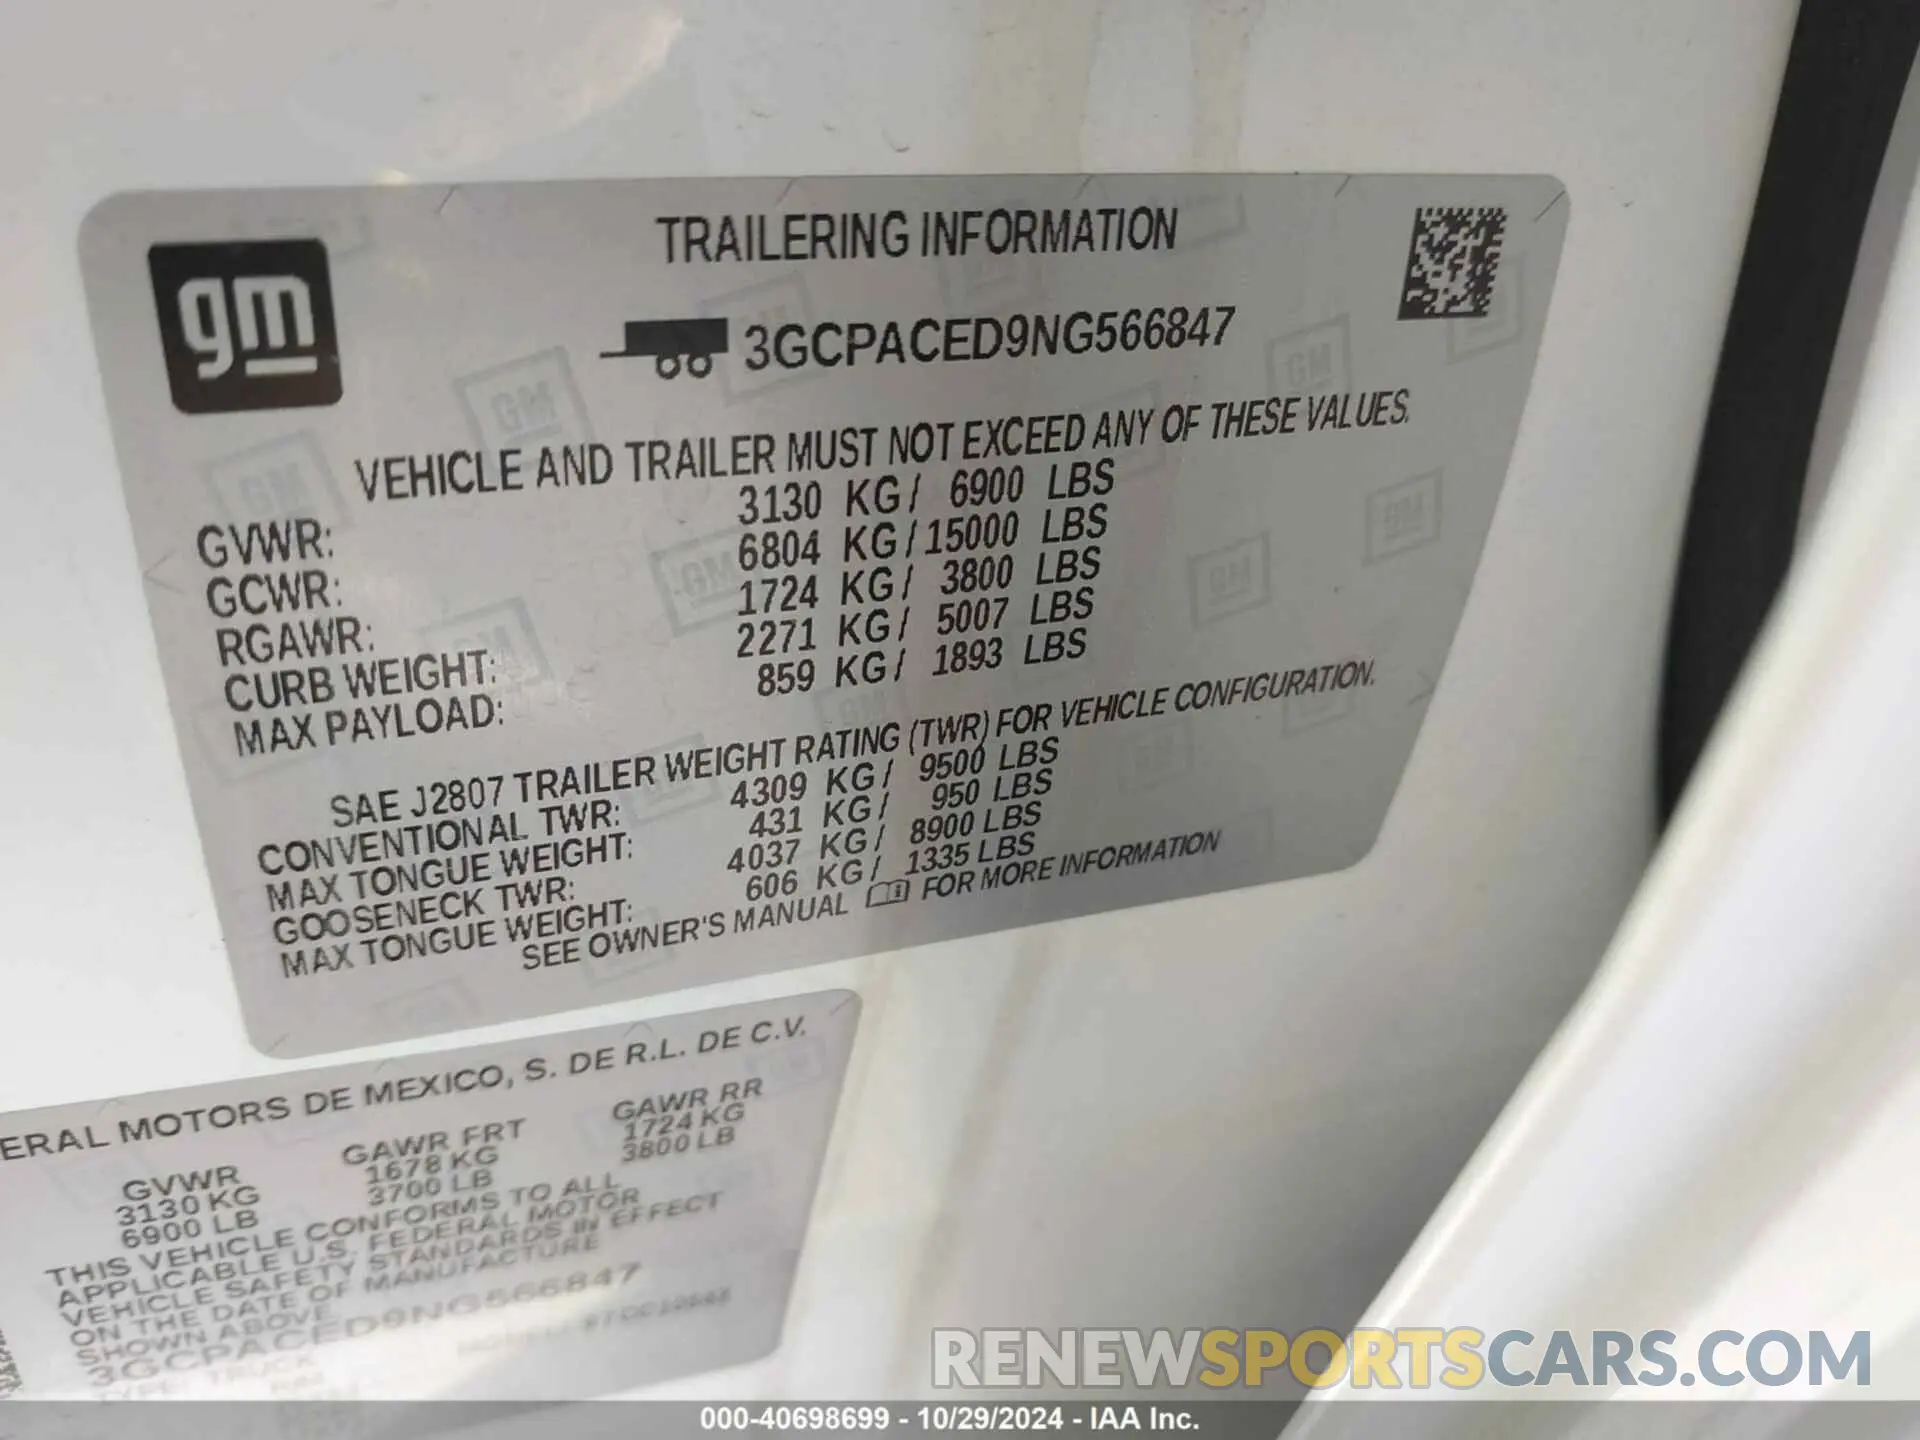 gm
TRAILERING INFORMATION
3GCPACED9NG566847
VEHICLE AND TRAILER MUST NOT EXCEED ANY OF THESE VALUES.
GVWR: 3130 KG/ 6900 LBS
GCWR: 6804 KG/15000 LBS
RGAWR: 1724 KG/ 3800 LBS
CURB WEIGHT: 2271 KG/ 5007 LBS
MAX PAYLOAD: 859 KG/ 1893 LBS
SAE J2807 TRAILER WEIGHT RATING (TWR) FOR VEHICLE CONFIGURATION.
CONVENTIONAL TWR: 4309 KG/ 9500 LBS
MAX TONGUE WEIGHT: 431 KG/ 950 LBS
GOOSENECK TWR: 4037 KG/ 8900 LBS
MAX TONGUE WEIGHT: 606 KG/ 1335 LBS
SEE OWNER'S MANUAL FOR MORE INFORMATION
ERAL MOTORS DE MEXICO, S. DE R.L. DE C.V.
GVWR GAWR FRT GAWR RR
3130 KG 1678 KG 1724 KG
6900 LB 3700 LB 3800 LB
THIS VEHICLE CONFORMS TO ALL
APPLICABLE U.S. FEDERAL MOTOR
VEHICLE SAFETY STANDARDS IN EFFECT
ON THE DATE OF MANUFACTURE
SHOWN ABOVE
3GCPACED9NG566847
TYPE: TRUCK
RENEWSPORTSCARS.COM
000-40698699 - 10/29/2024 - IAA Inc.